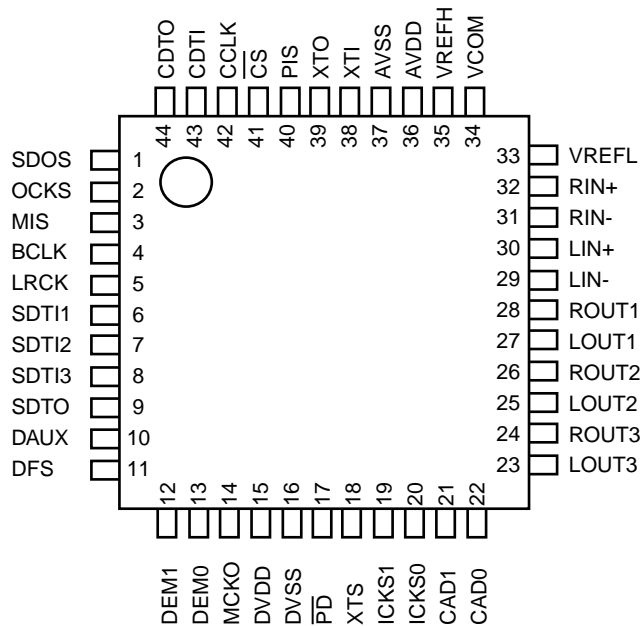 CDTO CDTI CCLK CS PIS XTO XTI AVSS AVDD VREFH VCOM
44 43 42 41 40 39 38 37 36 35 34
SDOS 1
OCKS 2
MIS 3
BCLK 4
LRCK 5
SDTI1 6
SDTI2 7
SDTI3 8
SDTO 9
DAUX 10
DFS 11
33 VREFL
32 RIN+
31 RIN-
30 LIN+
29 LIN-
28 ROUT1
27 LOUT1
26 ROUT2
25 LOUT2
24 ROUT3
23 LOUT3
12 13 14 15 16 17 18 19 20 21 22
DEM1 DEM0 MCKO DVDD DVSS PD XTS ICKS1 ICKS0 CAD1 CAD0